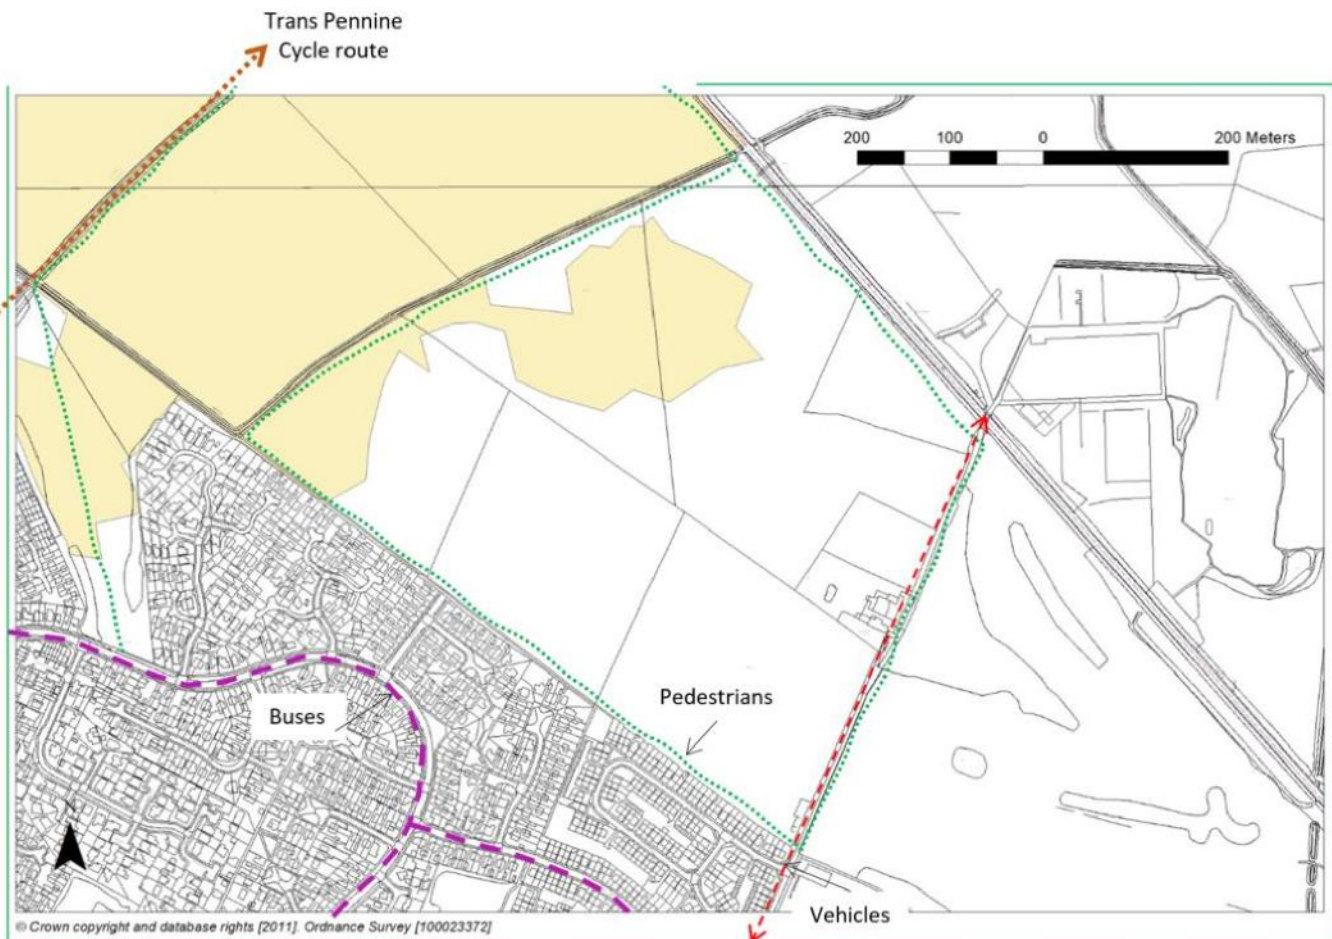 Trans Pennine
Cycle route
200 100 0 200 Meters
Pedestrians
Buses
Vehicles
© Crown copyright and database rights [2011]. Ordnance Survey [100023372]